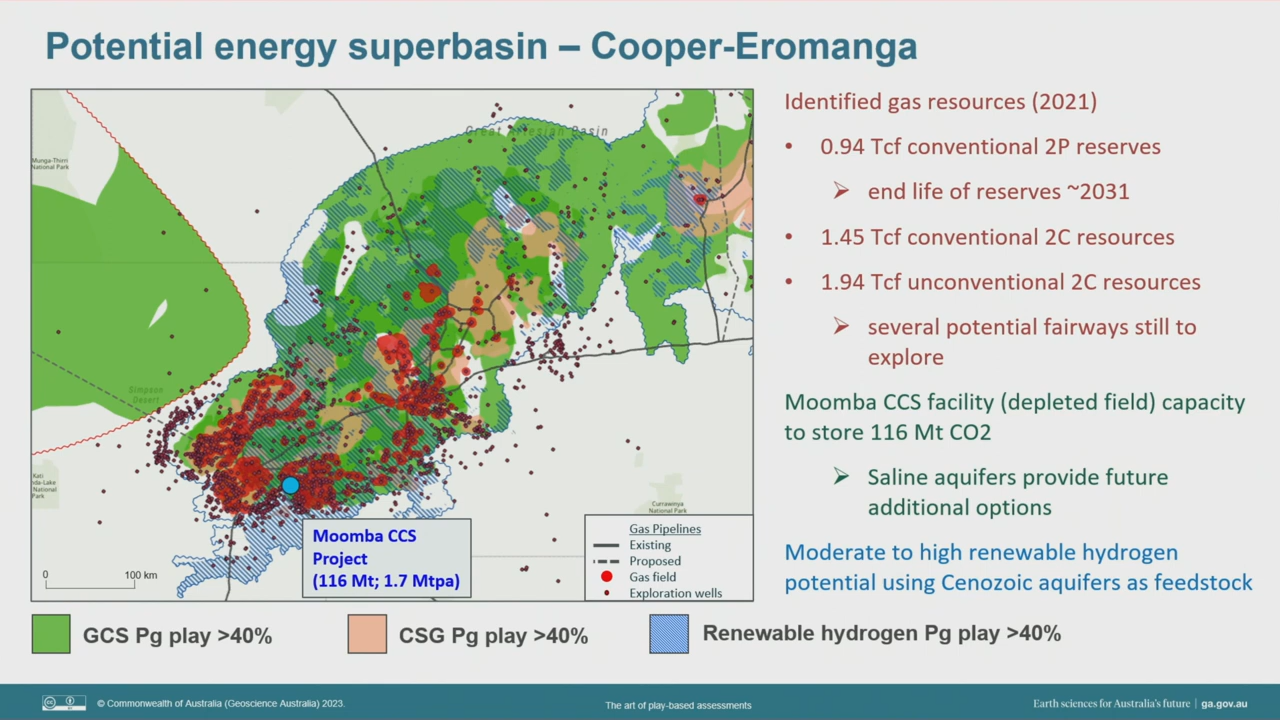 Potential energy superbasin – Cooper-Eromanga
Great Artesian Basin
Munga-Thirri
National Park
Simpson
Desert
Kati
National
Park
Currawinya
National Park
0 100 km
Moomba CCS
Project
(116 Mt; 1.7 Mtpa)
Gas Pipelines
Existing
Proposed
Gas field
Exploration wells
GCS Pg play >40%
CSG Pg play >40%
Renewable hydrogen Pg play >40%
Identified gas resources (2021)
• 0.94 Tcf conventional 2P reserves
➢ end life of reserves ~2031
• 1.45 Tcf conventional 2C resources
• 1.94 Tcf unconventional 2C resources
➢ several potential fairways still to
explore
Moomba CCS facility (depleted field) capacity
to store 116 Mt CO2
➢ Saline aquifers provide future
additional options
Moderate to high renewable hydrogen
potential using Cenozoic aquifers as feedstock
© Commonwealth of Australia (Geoscience Australia) 2023.
The art of play-based assessments
Earth sciences for Australia's future | ga.gov.au